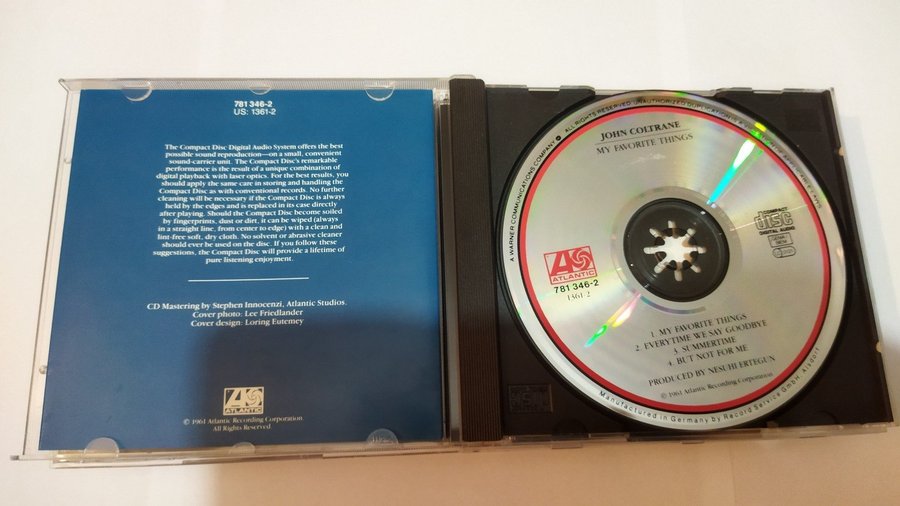 781 346-2
US: 1361-2
The Compact Disc Digital Audio System offers the best
possible sound reproduction—on a small, convenient
sound-carrier unit. The Compact Disc's remarkable
performance is the result of a unique combination of
digital playback with laser optics. For the best results, you
should apply the same care in storing and handling the
Compact Disc as with conventional records. No further
cleaning will be necessary if the Compact Disc is always
held by the edges and is replaced in its case directly
after playing. Should the Compact Disc become soiled
by fingerprints, dust or dirt, it can be wiped (always
in a straight line, from center to edge) with a clean and
lint-free soft, dry cloth. No solvent or abrasive cleaner
should ever be used on the disc. If you follow these
suggestions, the Compact Disc will provide a lifetime of
pure listening enjoyment.
CD Mastering by Stephen Innocenzi, Atlantic Studios.
Cover photo: Lee Friedlander
Cover design: Loring Eutemey
ATLANTIC
© 1961 Atlantic Recording Corporation
All Rights Reserved
A WARNER COMMUNICATIONS COMPANY
ALL RIGHTS RESERVED. UNAUTHORIZED DUPLICATION IS A
JOHN COLTRANE
MY FAVORITE THINGS
COMPACT
disc
DIGITAL AUDIO
ATLANTIC
781 346-2
1361-2
1. MY FAVORITE THINGS
2. EVERYTIME WE SAY GOODBYE
3. SUMMERTIME
4. BUT NOT FOR ME
PRODUCED BY NESUHI ERTEGUN
© 1961 Atlantic Recording Corporation
Manufactured in Germany by Record Service GmbH, Alsdorf